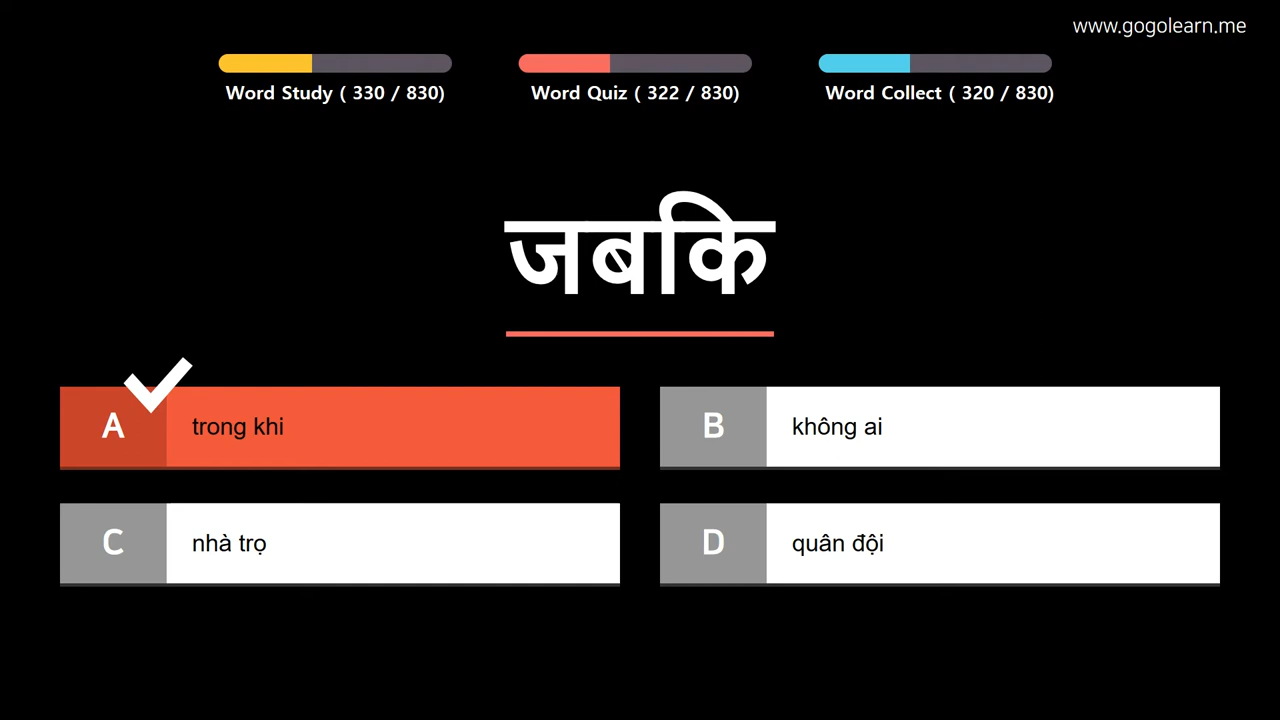 www.gogolearn.me
Word Study ( 330 / 830)
Word Quiz ( 322 / 830)
Word Collect ( 320 / 830)
जबकि
A trong khi
B không ai
C nhà trọ
D quân đội